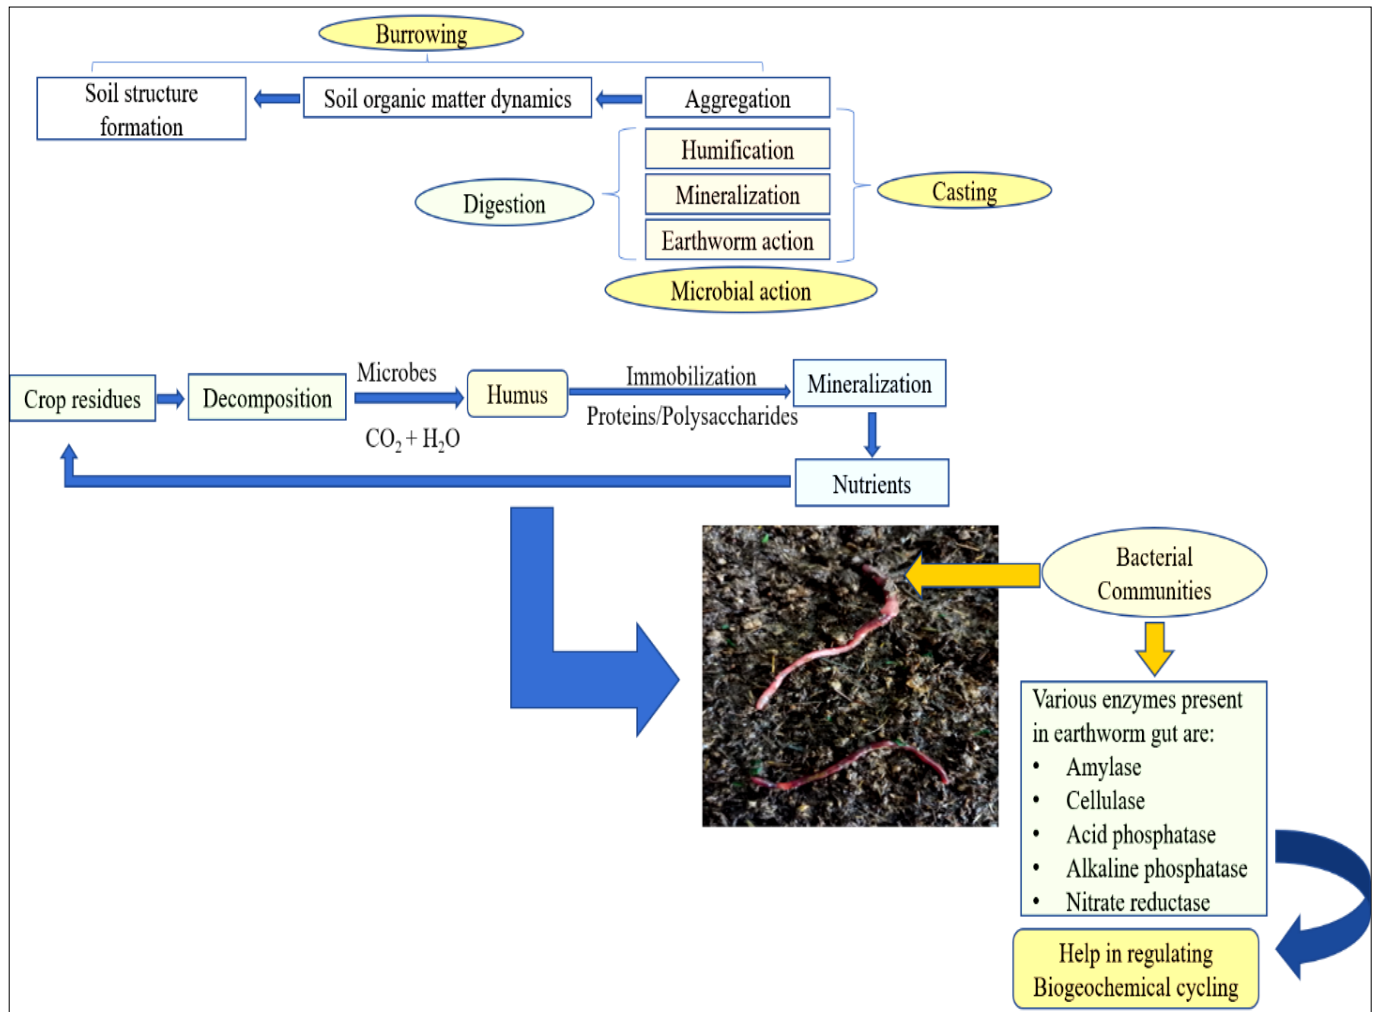 Burrowing
Soil structure
formation
Soil organic matter dynamics
Aggregation
Humification
Mineralization
Earthworm action
Digestion
Casting
Microbial action
Crop residues
Decomposition
Microbes
CO₂ + H₂O
Humus
Immobilization
Proteins/Polysaccharides
Mineralization
Nutrients
Bacterial
Communities
Various enzymes present
in earthworm gut are:
• Amylase
• Cellulase
• Acid phosphatase
• Alkaline phosphatase
• Nitrate reductase
Help in regulating
Biogeochemical cycling